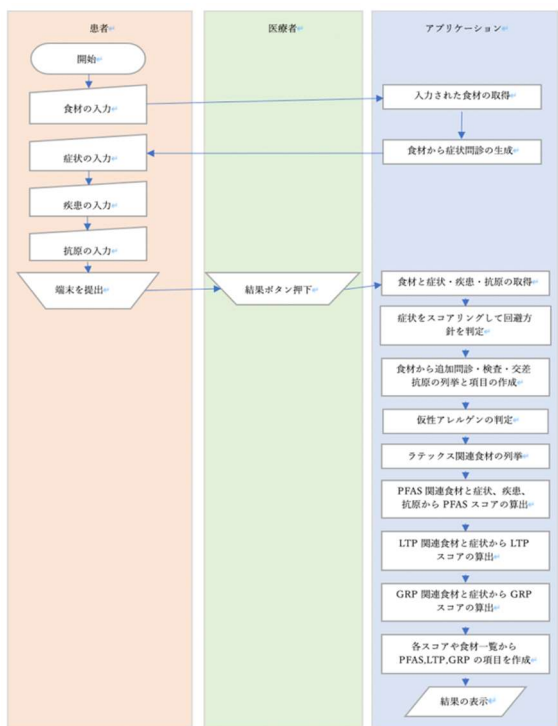 患者
医療者
アプリケーション
開始
食材の入力
入力された食材の取得
食材から症状問診の生成
症状の入力
疾患の入力
抗原の入力
端末を提出
結果ボタン押下
食材と症状・疾患・抗原の取得
症状をスコアリングして回避方
針を判定
食材から追加問診・検査・交差
抗原の列挙と項目の作成
仮性アレルゲンの判定
ラテックス関連食材の列挙
PFAS 関連食材と症状、疾患、
抗原から PFAS スコアの算出
LTP 関連食材と症状から LTP
スコアの算出
GRP 関連食材と症状から GRP
スコアの算出
各スコアや食材一覧から
PFAS,LTP,GRP の項目を作成
結果の表示